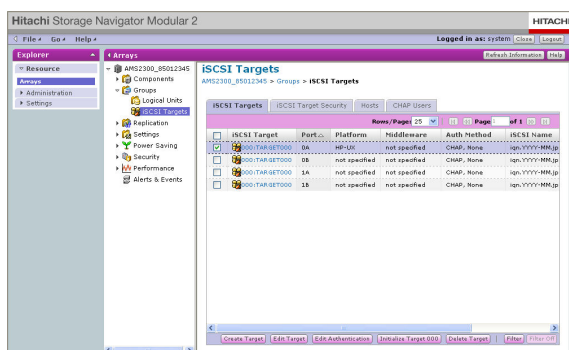 Hitachi Storage Navigator Modular 2
HITACHI
File Go Help
Logged in as: system Close Logout
Explorer
Arrays
Refresh Information Help
Resource
Arrays
Administration
Settings
AMS2300_85012345
Components
Groups
Logical Units
iSCSI Targets
Replication
Settings
Power Saving
Security
Performance
Alerts & Events
iSCSI Targets
AMS2300_85012345 > Groups > iSCSI Targets
iSCSI Targets iSCSI Target Security Hosts CHAP Users
Rows/Page: 25 Page of 1
iSCSI Target Port Platform Middleware Auth Method iSCSI Name
000:TARGET000 0A HP-UX not specified CHAP, None iqn.YYYY-MM.jp
000:TARGET000 0B not specified not specified CHAP, None iqn.YYYY-MM.jp
000:TARGET000 1A not specified not specified CHAP, None iqn.YYYY-MM.jp
000:TARGET000 1B not specified not specified CHAP, None iqn.YYYY-MM.jp
Create Target Edit Target Edit Authentication Initialize Target 000 Delete Target Filter Filter Off